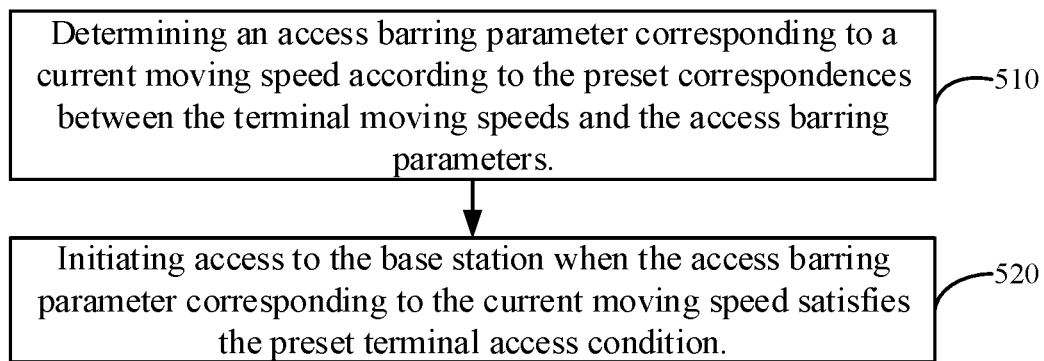 Determining an access barring parameter corresponding to a
current moving speed according to the preset correspondences
between the terminal moving speeds and the access barring
parameters.
510
Initiating access to the base station when the access barring
parameter corresponding to the current moving speed satisfies
the preset terminal access condition.
520